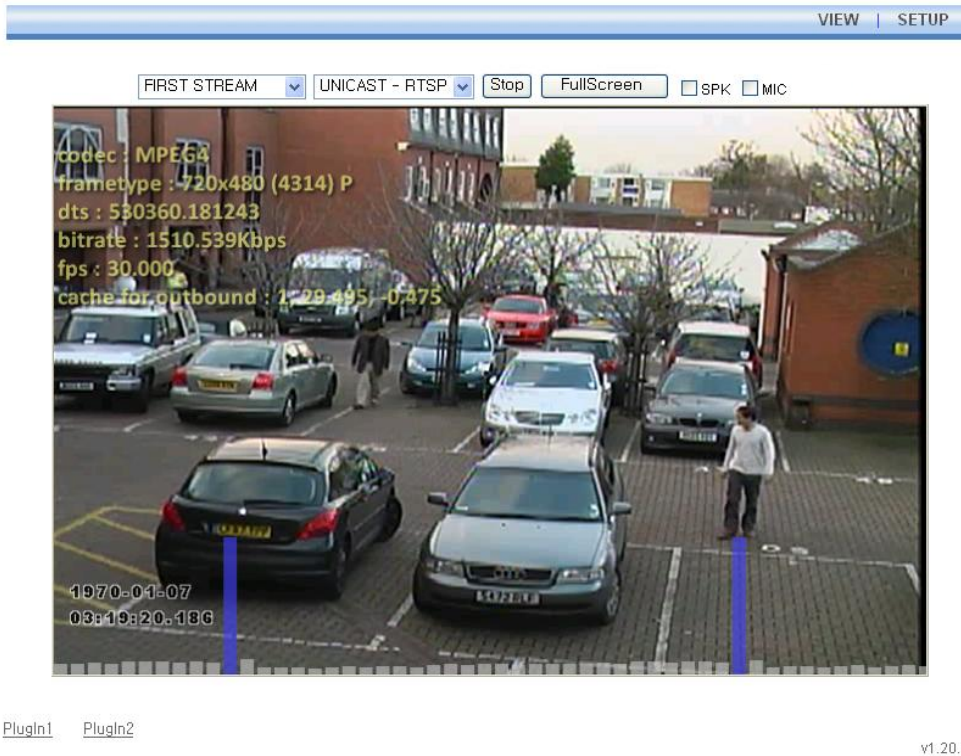 VIEW | SETUP
FIRST STREAM UNICAST - RTSP Stop FullScreen SPK MIC
codec : MPEG4
frametype : 720x480 (4314) P
dts : 530360.181243
bitrate : 1510.539Kbps
fps : 30.000
cache for outbound : 1, 29.495, -0.475
1970-01-07
03:19:20.186
PlugIn1 PlugIn2
v1.20.